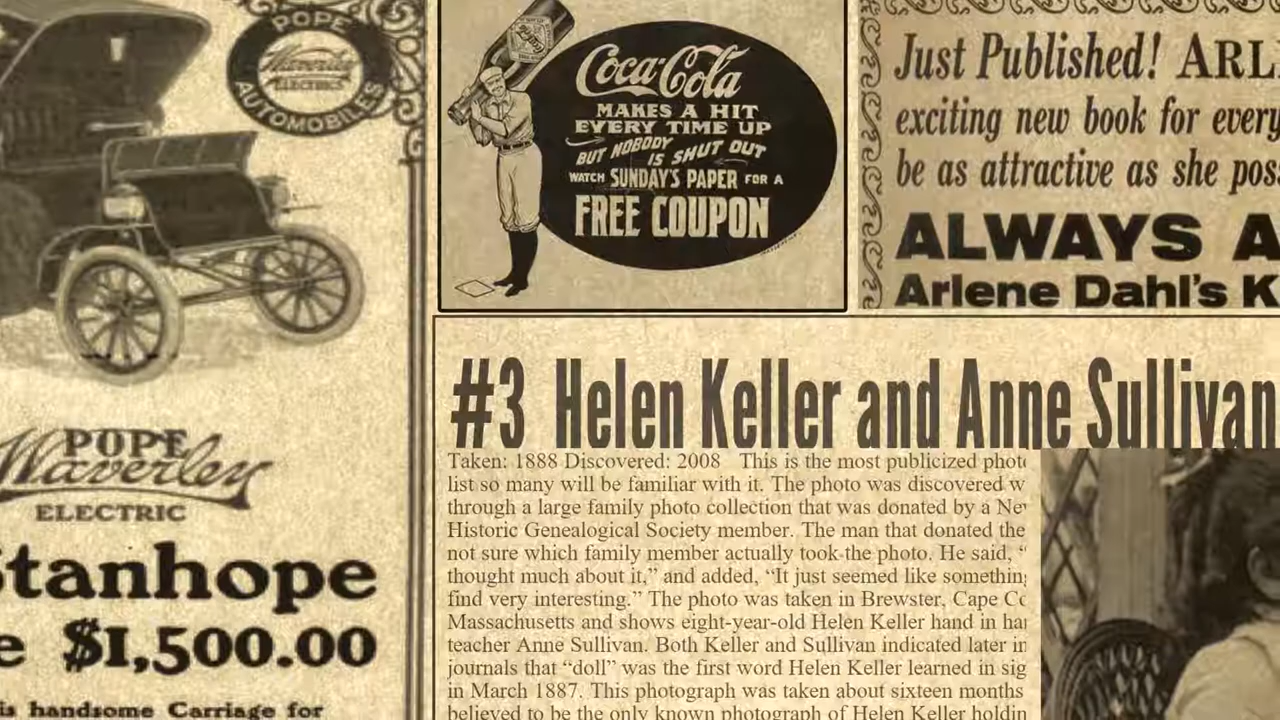 POPE
Waverley
ELECTRICS
AUTOMOBILES
POPE
Waverley
ELECTRIC
Stanhope
$1,500.00
handsome Carriage for
Coca-Cola
MAKES A HIT
EVERY TIME UP
BUT NOBODY
IS SHUT OUT
WATCH SUNDAY'S PAPER FOR A
FREE COUPON
Just Published! ARL
exciting new book for every
be as attractive as she pos
ALWAYS A
Arlene Dahl's K
#3 Helen Keller and Anne Sullivan
Taken: 1888 Discovered: 2008 This is the most publicized phot
list so many will be familiar with it. The photo was discovered w
through a large family photo collection that was donated by a Ne
Historic Genealogical Society member. The man that donated the
not sure which family member actually took the photo. He said, “
thought much about it,” and added, “It just seemed like somethin
find very interesting.” The photo was taken in Brewster, Cape C
Massachusetts and shows eight-year-old Helen Keller hand in ha
teacher Anne Sullivan. Both Keller and Sullivan indicated later in
journals that “doll” was the first word Helen Keller learned in sig
in March 1887. This photograph was taken about sixteen months
believed to be the only known photograph of Helen Keller holdin